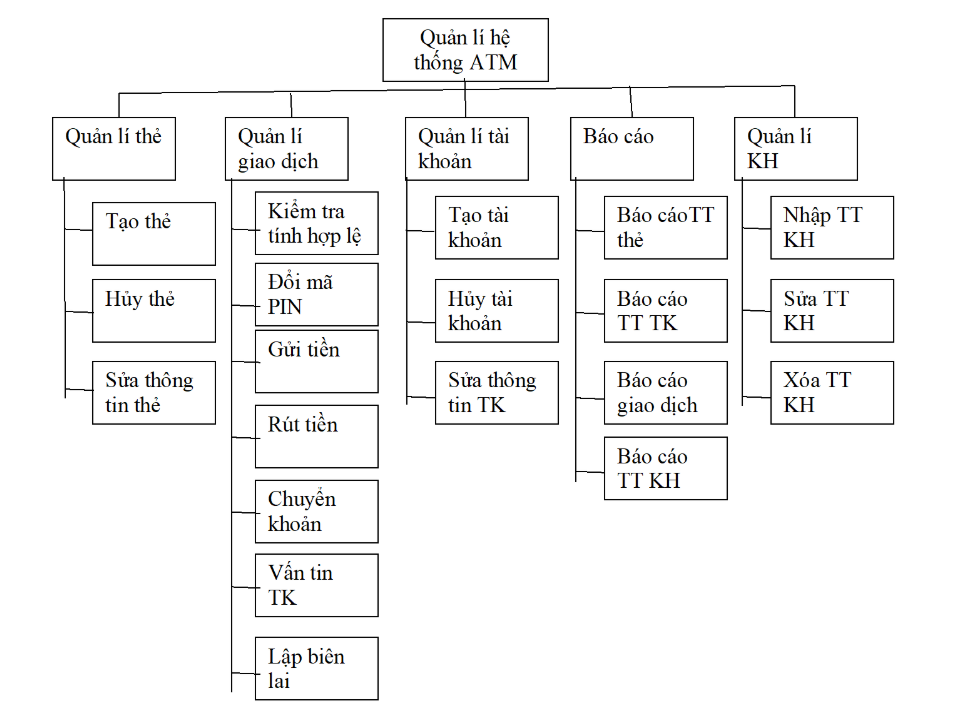 Quản lí hệ
thống ATM
Quản lí thẻ
Quản lí
giao dịch
Quản lí tài
khoản
Báo cáo
Quản lí
KH
Tạo thẻ
Hủy thẻ
Sửa thông
tin thẻ
Kiểm tra
tính hợp lệ
Đổi mã
PIN
Gửi tiền
Rút tiền
Chuyển
khoản
Vấn tin
TK
Lập biên
lai
Tạo tài
khoản
Hủy tài
khoản
Sửa thông
tin TK
Báo cáoTT
thẻ
Báo cáo
TT TK
Báo cáo
giao dịch
Báo cáo
TT KH
Nhập TT
KH
Sửa TT
KH
Xóa TT
KH